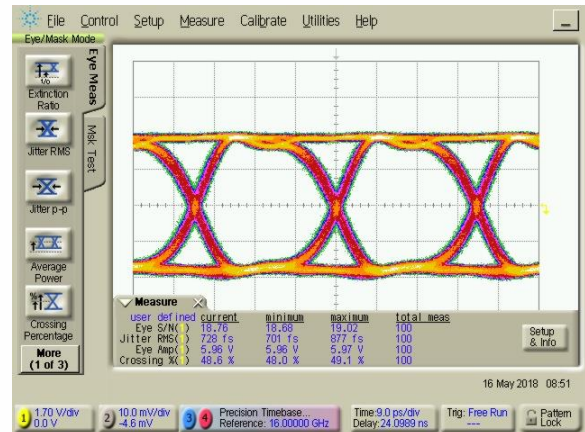 File Control Setup Measure Calibrate Utilities Help
Eye/Mask Mode
Eye Meas
Msk Test
Extinction
Ratio
Jitter RMS
Jitter p-p
Average
Power
Crossing
Percentage
More
(1 of 3)
Measure
user defined current minimum maximum total meas
Eye S/N( ) 18.76 18.68 19.02 100
Jitter RMS( ) 728 fs 701 fs 877 fs 100
Eye Amp( ) 5.96 V 5.96 V 5.97 V 100
Crossing %( ) 48.6 % 48.0 % 49.1 % 100
Setup
& Info
16 May 2018 08:51
1 1.70 V/div
0.0 V
2 10.0 mV/div
-4.6 mV
3 4 Precision Timebase...
Reference: 16.00000 GHz
Time:9.0 ps/div
Delay:24.0989 ns
Trig: Free Run
---
Pattern
Lock